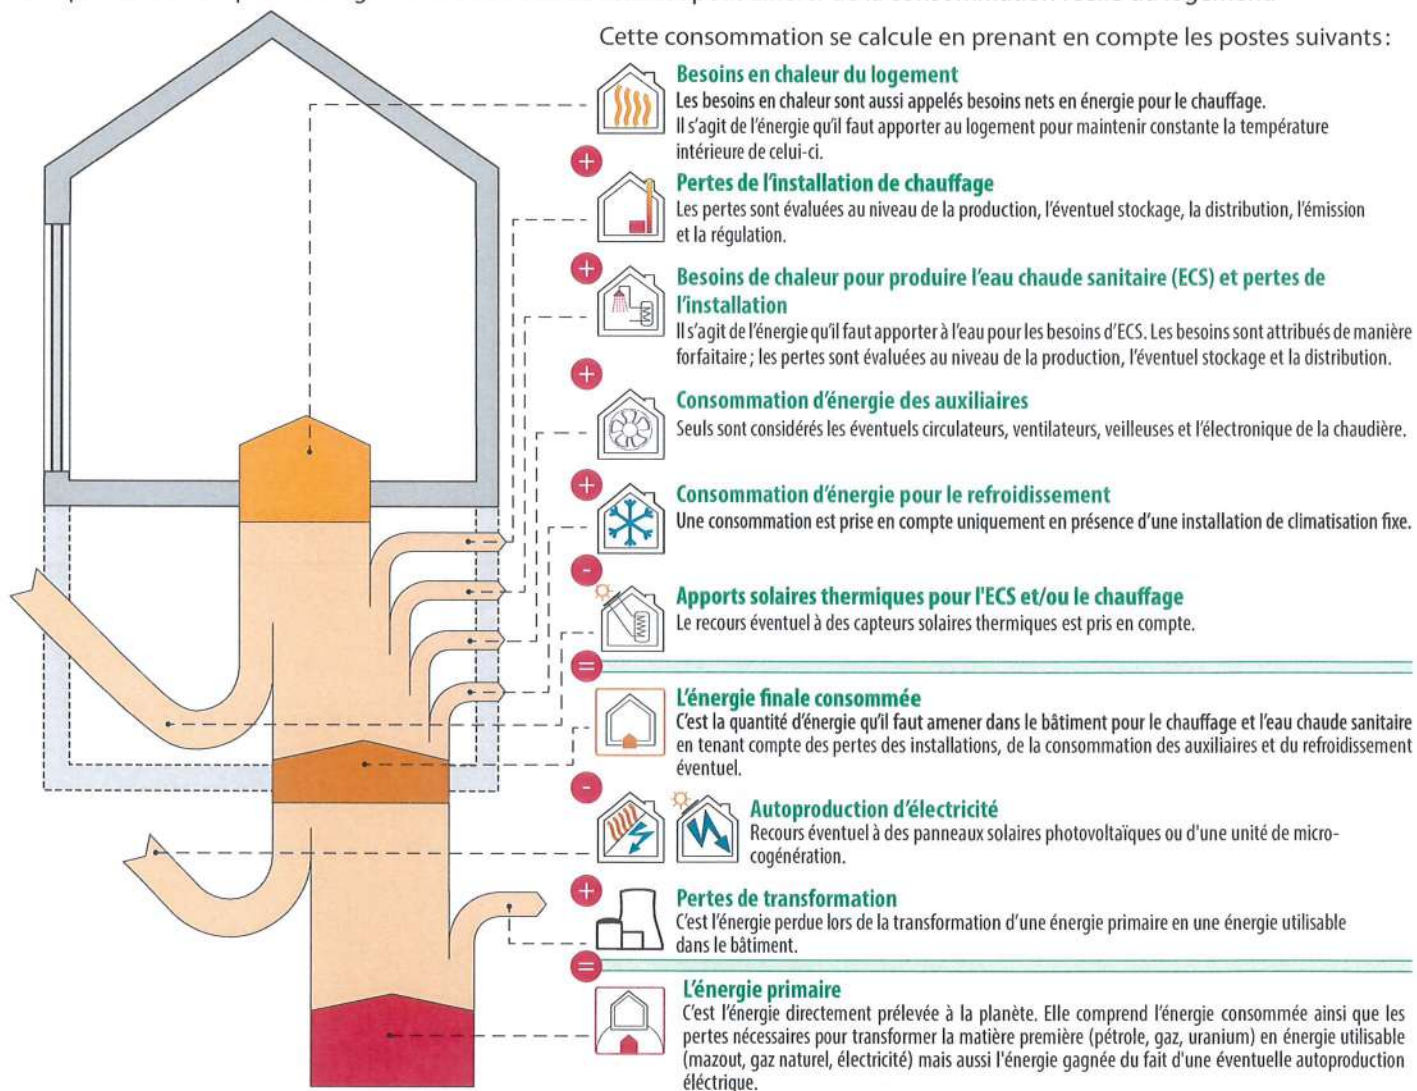 Cette consommation se calcule en prenant en compte les postes suivants :
Besoins en chaleur du logement
Les besoins en chaleur sont aussi appelés besoins nets en énergie pour le chauffage.
Il s'agit de l'énergie qu'il faut apporter au logement pour maintenir constante la température
intérieure de celui-ci.
+
Pertes de l'installation de chauffage
Les pertes sont évaluées au niveau de la production, l'éventuel stockage, la distribution, l'émission
et la régulation.
+
Besoins de chaleur pour produire l'eau chaude sanitaire (ECS) et pertes de
l'installation
Il s'agit de l'énergie qu'il faut apporter à l'eau pour les besoins d'ECS. Les besoins sont attribués de manière
forfaitaire ; les pertes sont évaluées au niveau de la production, l'éventuel stockage et la distribution.
+
Consommation d'énergie des auxiliaires
Seuls sont considérés les éventuels circulateurs, ventilateurs, veilleuses et l'électronique de la chaudière.
+
Consommation d'énergie pour le refroidissement
Une consommation est prise en compte uniquement en présence d'une installation de climatisation fixe.
-
Apports solaires thermiques pour l'ECS et/ou le chauffage
Le recours éventuel à des capteurs solaires thermiques est pris en compte.
=
L'énergie finale consommée
C'est la quantité d'énergie qu'il faut amener dans le bâtiment pour le chauffage et l'eau chaude sanitaire
en tenant compte des pertes des installations, de la consommation des auxiliaires et du refroidissement
éventuel.
-
Autoproduction d'électricité
Recours éventuel à des panneaux solaires photovoltaïques ou d'une unité de micro-
cogénération.
+
Pertes de transformation
C'est l'énergie perdue lors de la transformation d'une énergie primaire en une énergie utilisable
dans le bâtiment.
=
L'énergie primaire
C'est l'énergie directement prélevée à la planète. Elle comprend l'énergie consommée ainsi que les
pertes nécessaires pour transformer la matière première (pétrole, gaz, uranium) en énergie utilisable
(mazout, gaz naturel, électricité) mais aussi l'énergie gagnée du fait d'une éventuelle autoproduction
éléctrique.